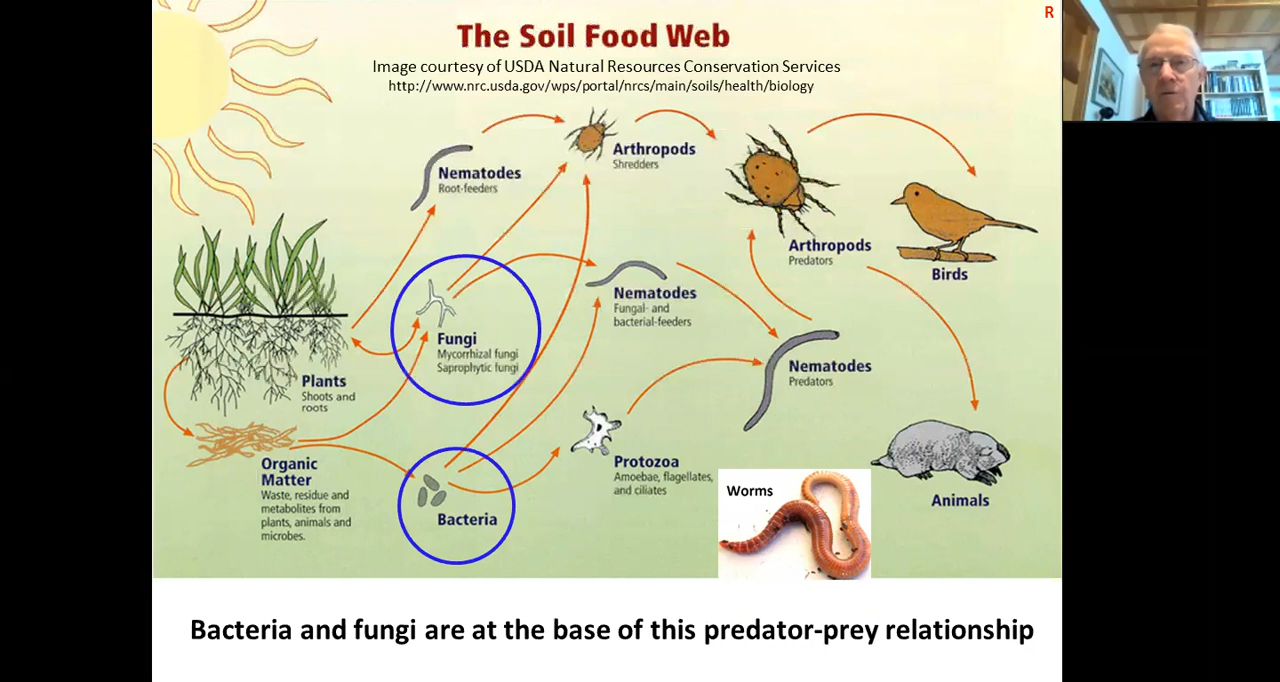 The Soil Food Web
R
Image courtesy of USDA Natural Resources Conservation Services
http://www.nrc.usda.gov/wps/portal/nrcs/main/soils/health/biology
Nematodes
Root-feeders
Arthropods
Shredders
Arthropods
Predators
Birds
Fungi
Mycorrhizal fungi
Saprophytic fungi
Nematodes
Fungal- and
bacterial-feeders
Nematodes
Predators
Plants
Shoots and
roots
Organic
Matter
Waste, residue and
metabolites from
plants, animals and
microbes.
Bacteria
Protozoa
Amoebae, flagellates,
and ciliates
Worms
Animals
Bacteria and fungi are at the base of this predator-prey relationship